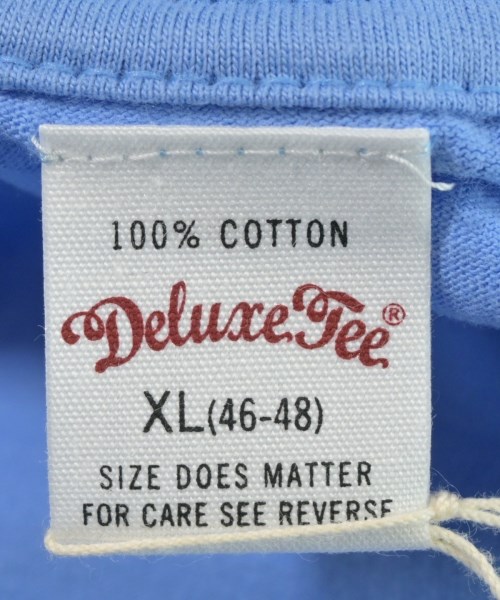 100% COTTON
DeluxeTee®
XL (46-48)
SIZE DOES MATTER
FOR CARE SEE REVERSE